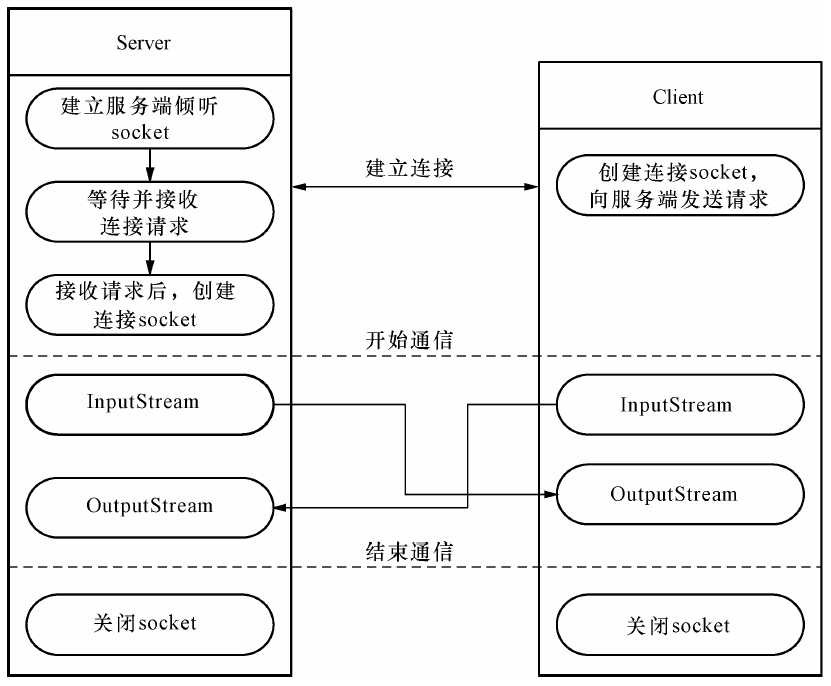 Server
建立服务端倾听
socket
等待并接收
连接请求
接收请求后，创建
连接socket
建立连接
Client
创建连接socket，
向服务端发送请求
开始通信
InputStream
InputStream
OutputStream
OutputStream
结束通信
关闭socket
关闭socket